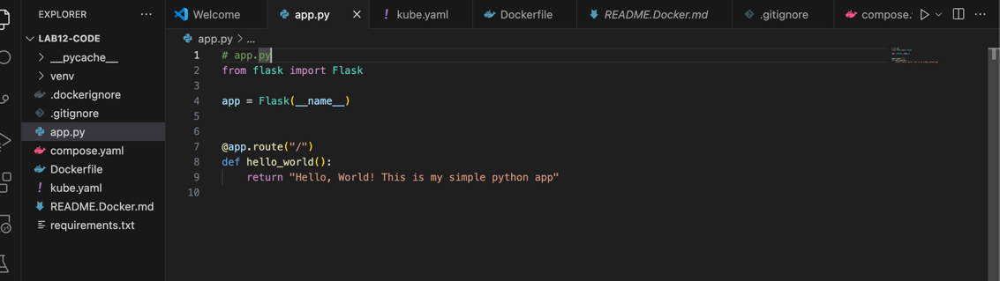 EXPLORER
LAB12-CODE
__pycache__
venv
.dockerignore
.gitignore
app.py
compose.yaml
Dockerfile
kube.yaml
README.Docker.md
requirements.txt
Welcome
app.py
kube.yaml
Dockerfile
README.Docker.md
.gitignore
compose.
app.py > ...
1 # app.py
2 from flask import Flask
3
4 app = Flask(__name__)
5
6
7 @app.route("/")
8 def hello_world():
9     return "Hello, World! This is my simple python app"
10